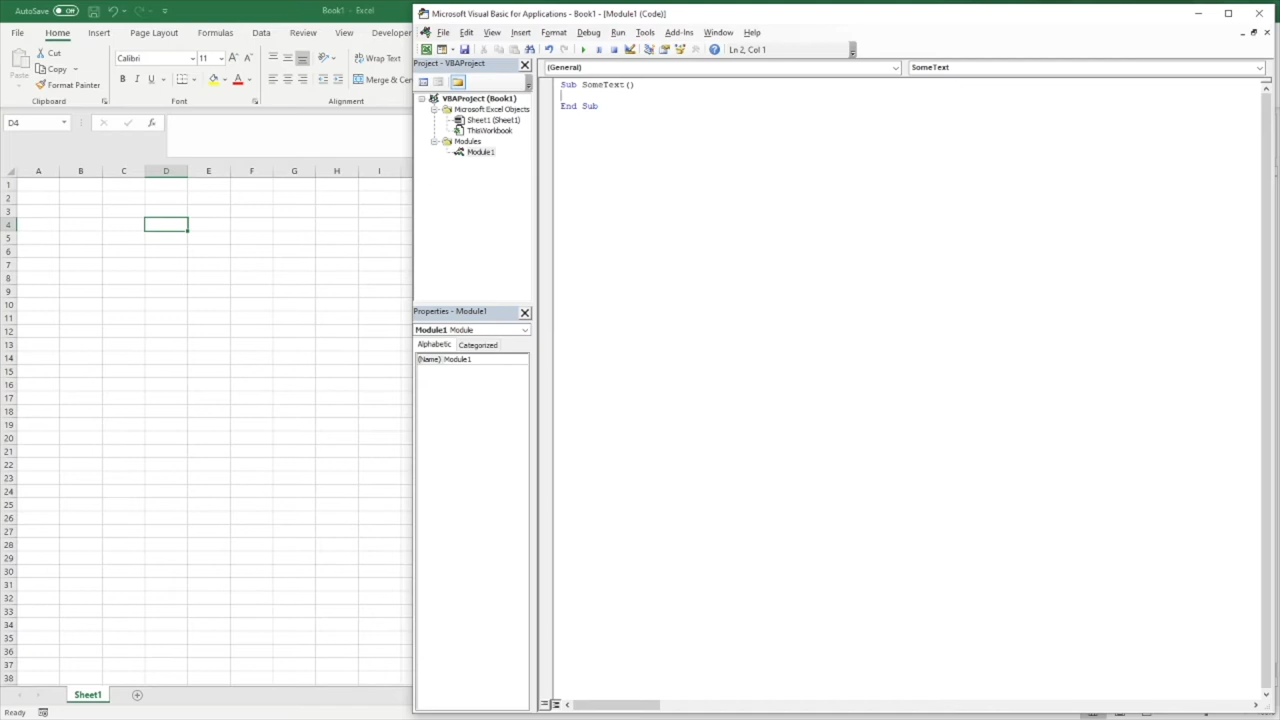 AutoSave Off Book1 - Excel
File Home Insert Page Layout Formulas Data Review View Developer
Paste Cut Copy Format Painter
Calibri 11
B I U A
Wrap Text
Merge & Cen
Clipboard Font Alignment
fx
A B C D E F G H I
1
2
3
4
5
6
7
8
9
10
11
12
13
14
15
16
17
18
19
20
21
22
23
24
25
26
27
28
29
30
31
32
33
34
35
36
37
38
Sheet1
Ready
Microsoft Visual Basic for Applications - Book1 - [Module1 (Code)]
File Edit View Insert Format Debug Run Tools Add-Ins Window Help
Ln 2, Col 1
Project - VBAProject
VBAProject (Book1)
Microsoft Excel Objects
Sheet1 (Sheet1)
ThisWorkbook
Modules
Module1
Properties - Module1
Module1 Module
Alphabetic Categorized
(Name) Module1
(General) SomeText
Sub SomeText()
End Sub